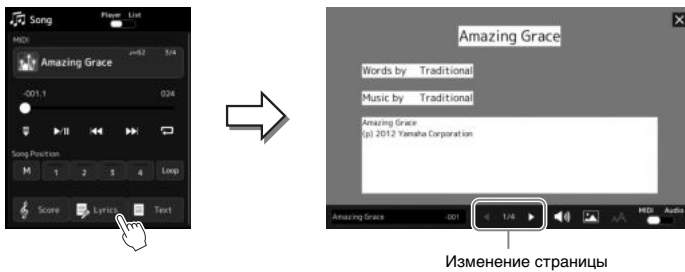 Song
Player List
MIDI
Amazing Grace
♩=62 3/4
-001.1 024
Song Position
M 1 2 3 4 Loop
Score Lyrics Text
Amazing Grace
Words by Traditional
Music by Traditional
Amazing Grace
(p) 2012 Yamaha Corporation
Amazing Grace -001 1/4 MIDI Audio
Изменение страницы